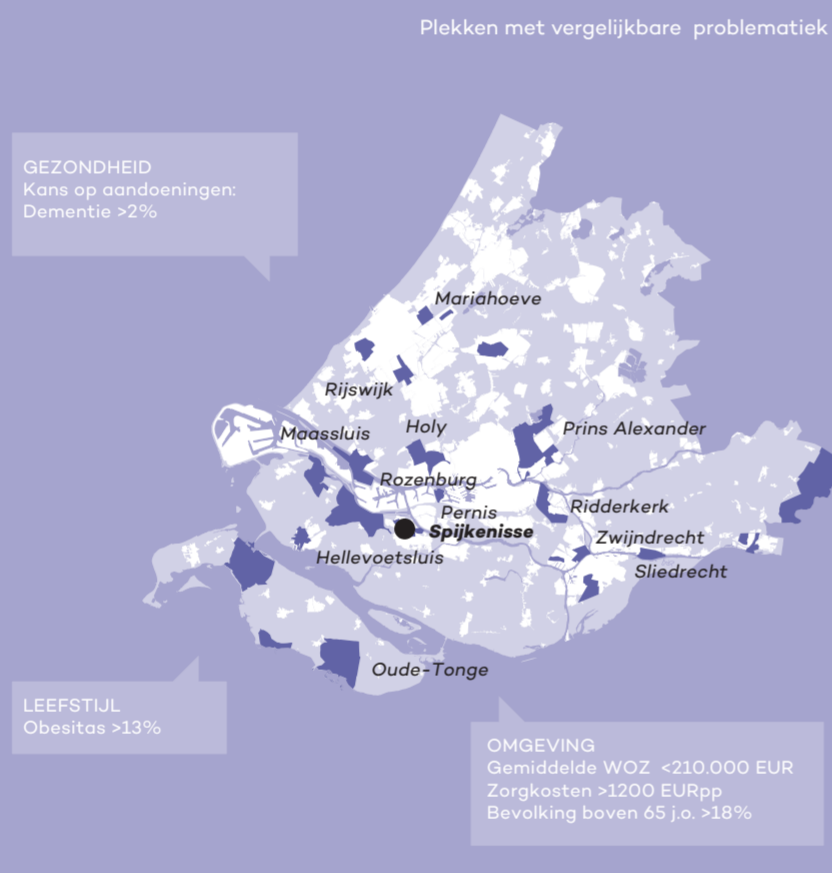 Plekken met vergelijkbare problematiek
GEZONDHEID
Kans op aandoeningen:
Dementie >2%
Mariahoeve
Rijswijk
Maassluis
Holy
Prins Alexander
Rozenburg
Pernis
Ridderkerk
Spijkenisse
Zwijndrecht
Hellevoetsluis
Sliedrecht
Oude-Tonge
LEEFSTIJL
Obesitas >13%
OMGEVING
Gemiddelde WOZ <210.000 EUR
Zorgkosten >1200 EURpp
Bevolking boven 65 j.o. >18%